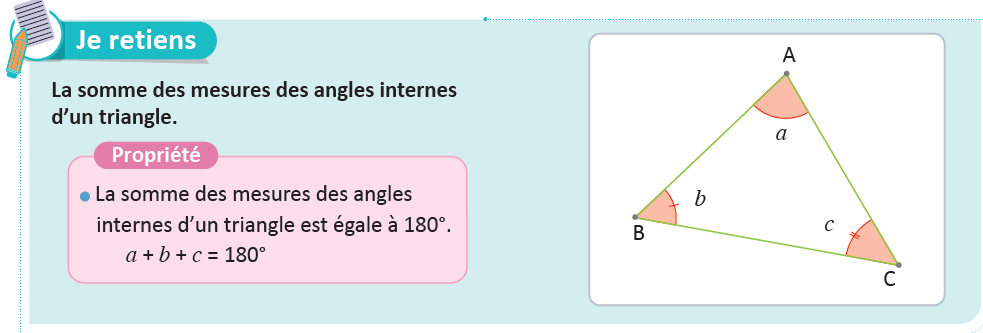 Je retiens
La somme des mesures des angles internes
d’un triangle.
Propriété
• La somme des mesures des angles
internes d’un triangle est égale à 180°.
a + b + c = 180°
A
a
b
B
c
C